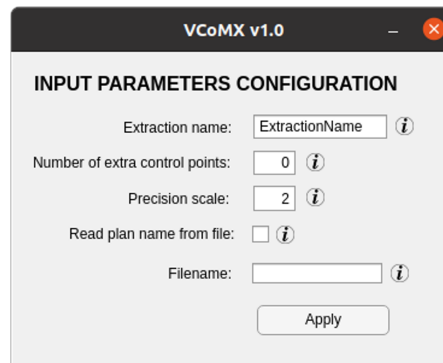 VCoMX v1.0
INPUT PARAMETERS CONFIGURATION
Extraction name: ExtractionName i
Number of extra control points: 0 i
Precision scale: 2 i
Read plan name from file: i
Filename: i
Apply